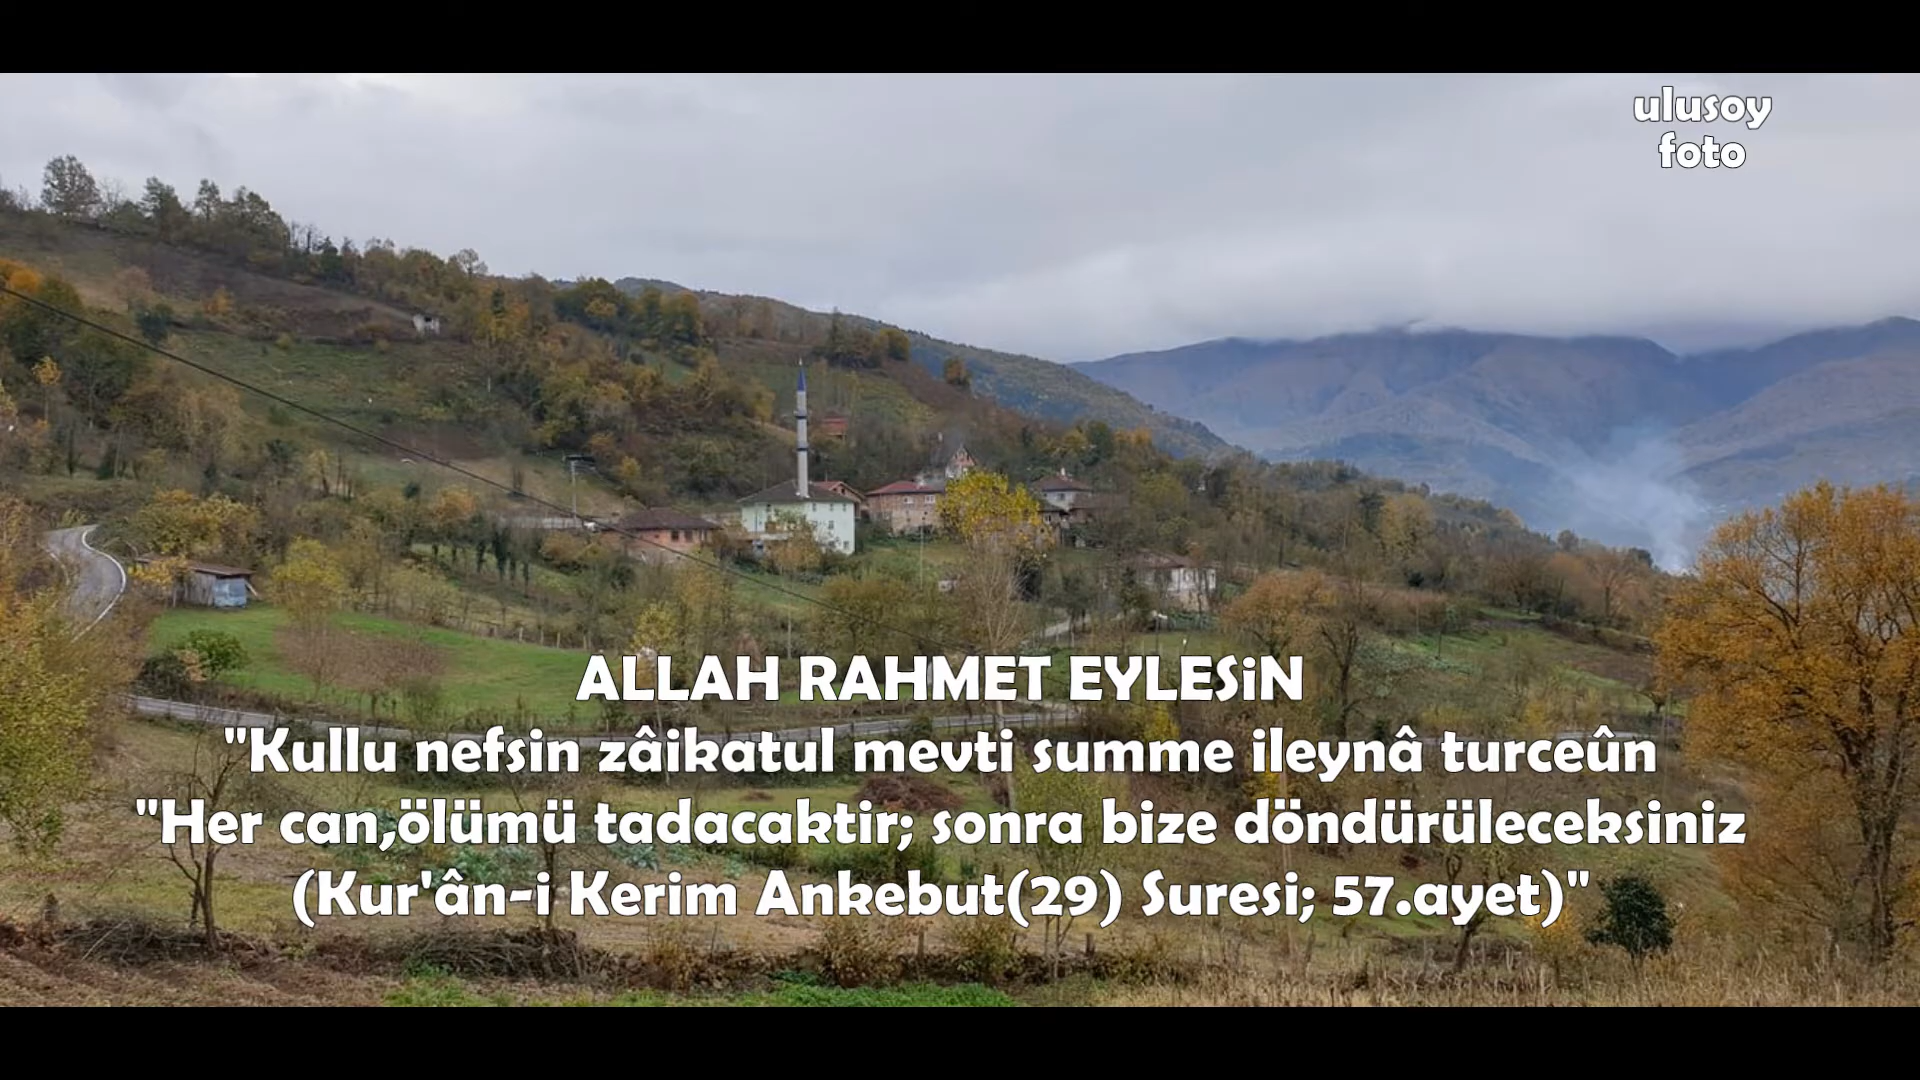 ulusoy
foto
ALLAH RAHMET EYLESiN
"Kullu nefsin zâikatul mevti summe ileynâ turceûn
"Her can,ölümü tadacaktir; sonra bize döndürüleceksiniz
(Kur'ân-i Kerim Ankebut(29) Suresi; 57.ayet)"